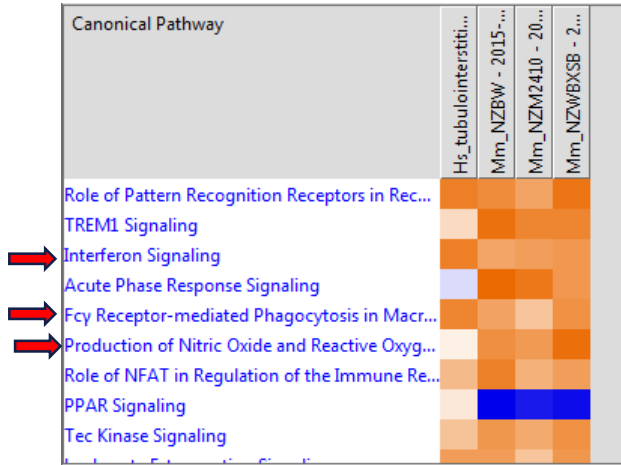 Canonical Pathway
Hs_tubulointerstiti...
Mm_NZBW - 2015-...
Mm_NZM2410 - 20...
Mm_NZWBXSB - 2...
Role of Pattern Recognition Receptors in Rec...
TREM1 Signaling
Interferon Signaling
Acute Phase Response Signaling
Fcγ Receptor-mediated Phagocytosis in Macr...
Production of Nitric Oxide and Reactive Oxyg...
Role of NFAT in Regulation of the Immune Re...
PPAR Signaling
Tec Kinase Signaling